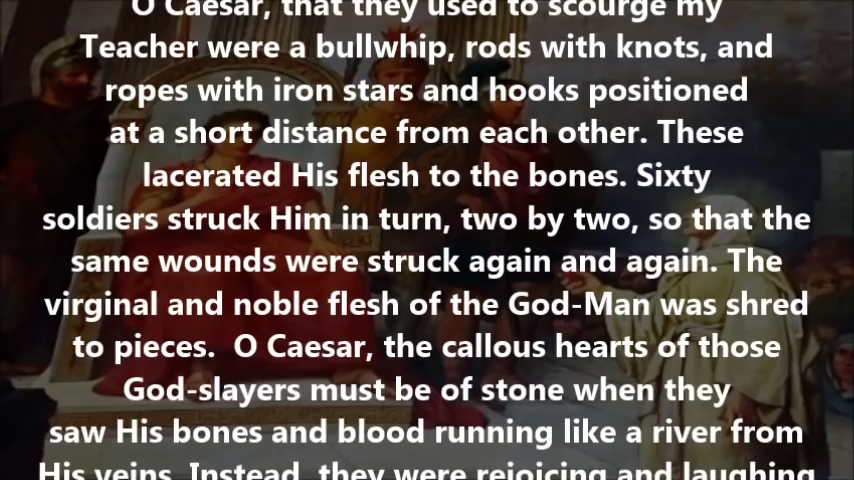 O Caesar, that they used to scourge my
Teacher were a bullwhip, rods with knots, and
ropes with iron stars and hooks positioned
at a short distance from each other. These
lacerated His flesh to the bones. Sixty
soldiers struck Him in turn, two by two, so that the
same wounds were struck again and again. The
virginal and noble flesh of the God-Man was shred
to pieces.  O Caesar, the callous hearts of those
God-slayers must be of stone when they
saw His bones and blood running like a river from
His veins. Instead, they were rejoicing and laughing